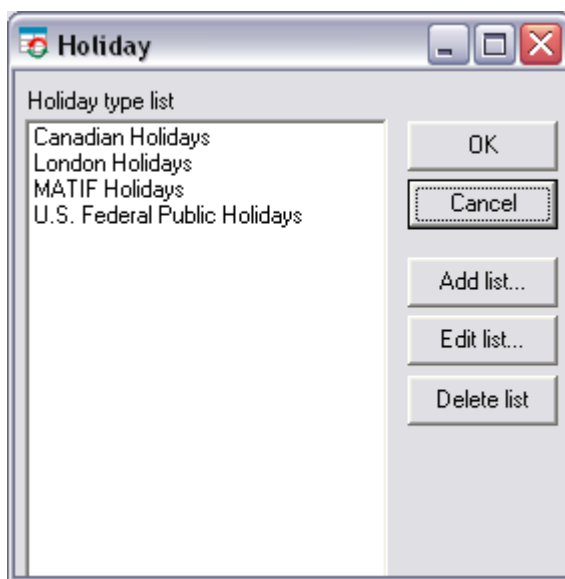 Holiday
Holiday type list
Canadian Holidays
London Holidays
MATIF Holidays
U.S. Federal Public Holidays
OK
Cancel
Add list...
Edit list...
Delete list